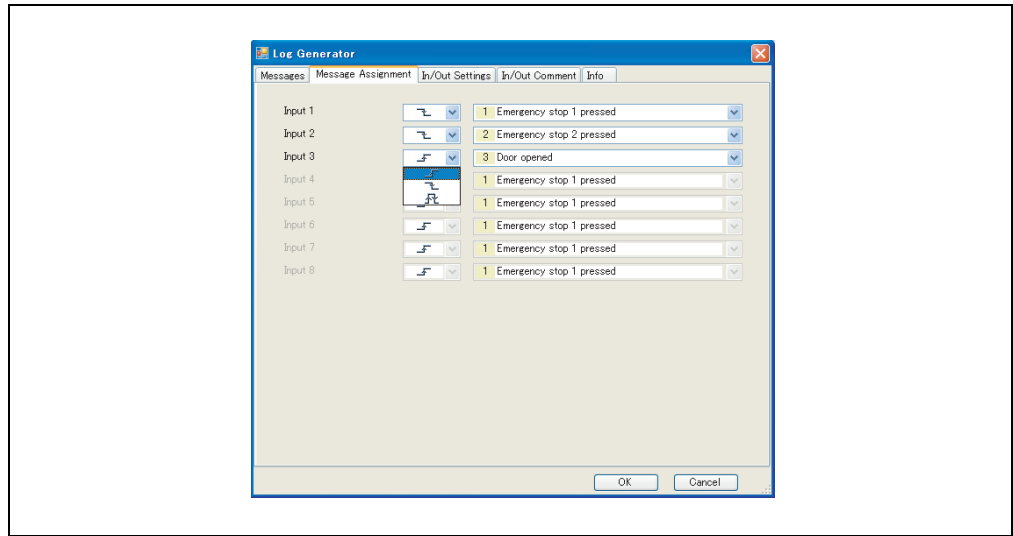 Log Generator
Messages Message Assignment In/Out Settings In/Out Comment Info
Input 1 1 Emergency stop 1 pressed
Input 2 2 Emergency stop 2 pressed
Input 3 3 Door opened
Input 4 1 Emergency stop 1 pressed
Input 5 1 Emergency stop 1 pressed
Input 6 1 Emergency stop 1 pressed
Input 7 1 Emergency stop 1 pressed
Input 8 1 Emergency stop 1 pressed
OK Cancel